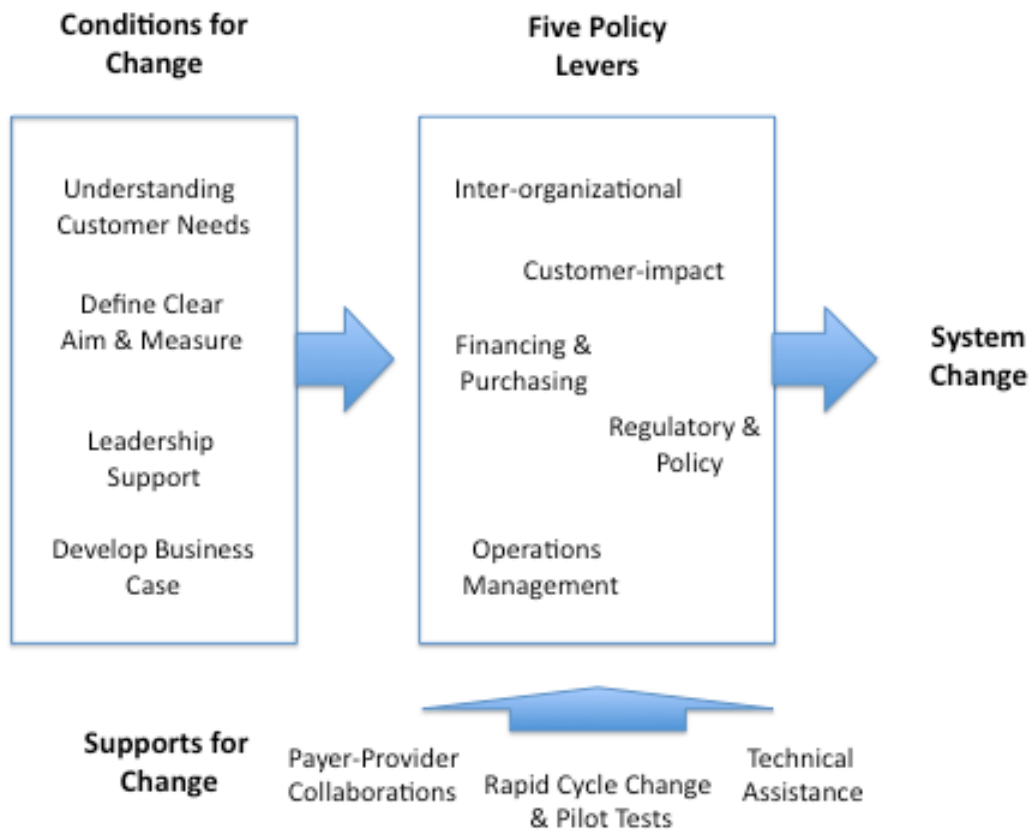 Conditions for
Change
Five Policy
Levers
Understanding
Customer Needs
Define Clear
Aim & Measure
Leadership
Support
Develop Business
Case
Inter-organizational
Customer-impact
Financing &
Purchasing
Regulatory &
Policy
Operations
Management
System
Change
Supports for
Change
Payer-Provider
Collaborations
Rapid Cycle Change
& Pilot Tests
Technical
Assistance